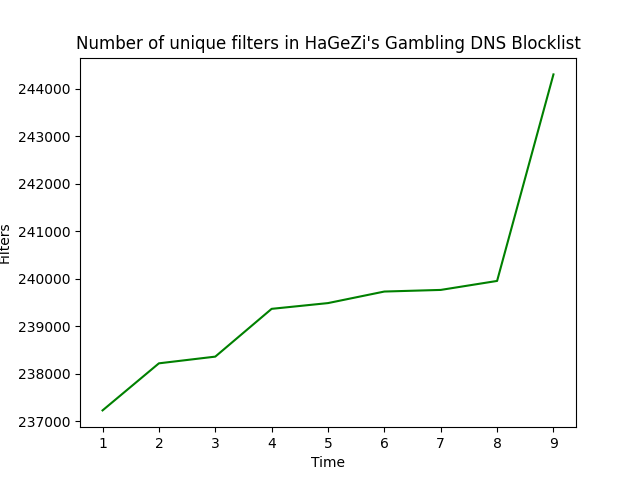 Number of unique filters in HaGeZi's Gambling DNS Blocklist
244000
243000
242000
241000
240000
239000
238000
237000
Filters
1 2 3 4 5 6 7 8 9
Time